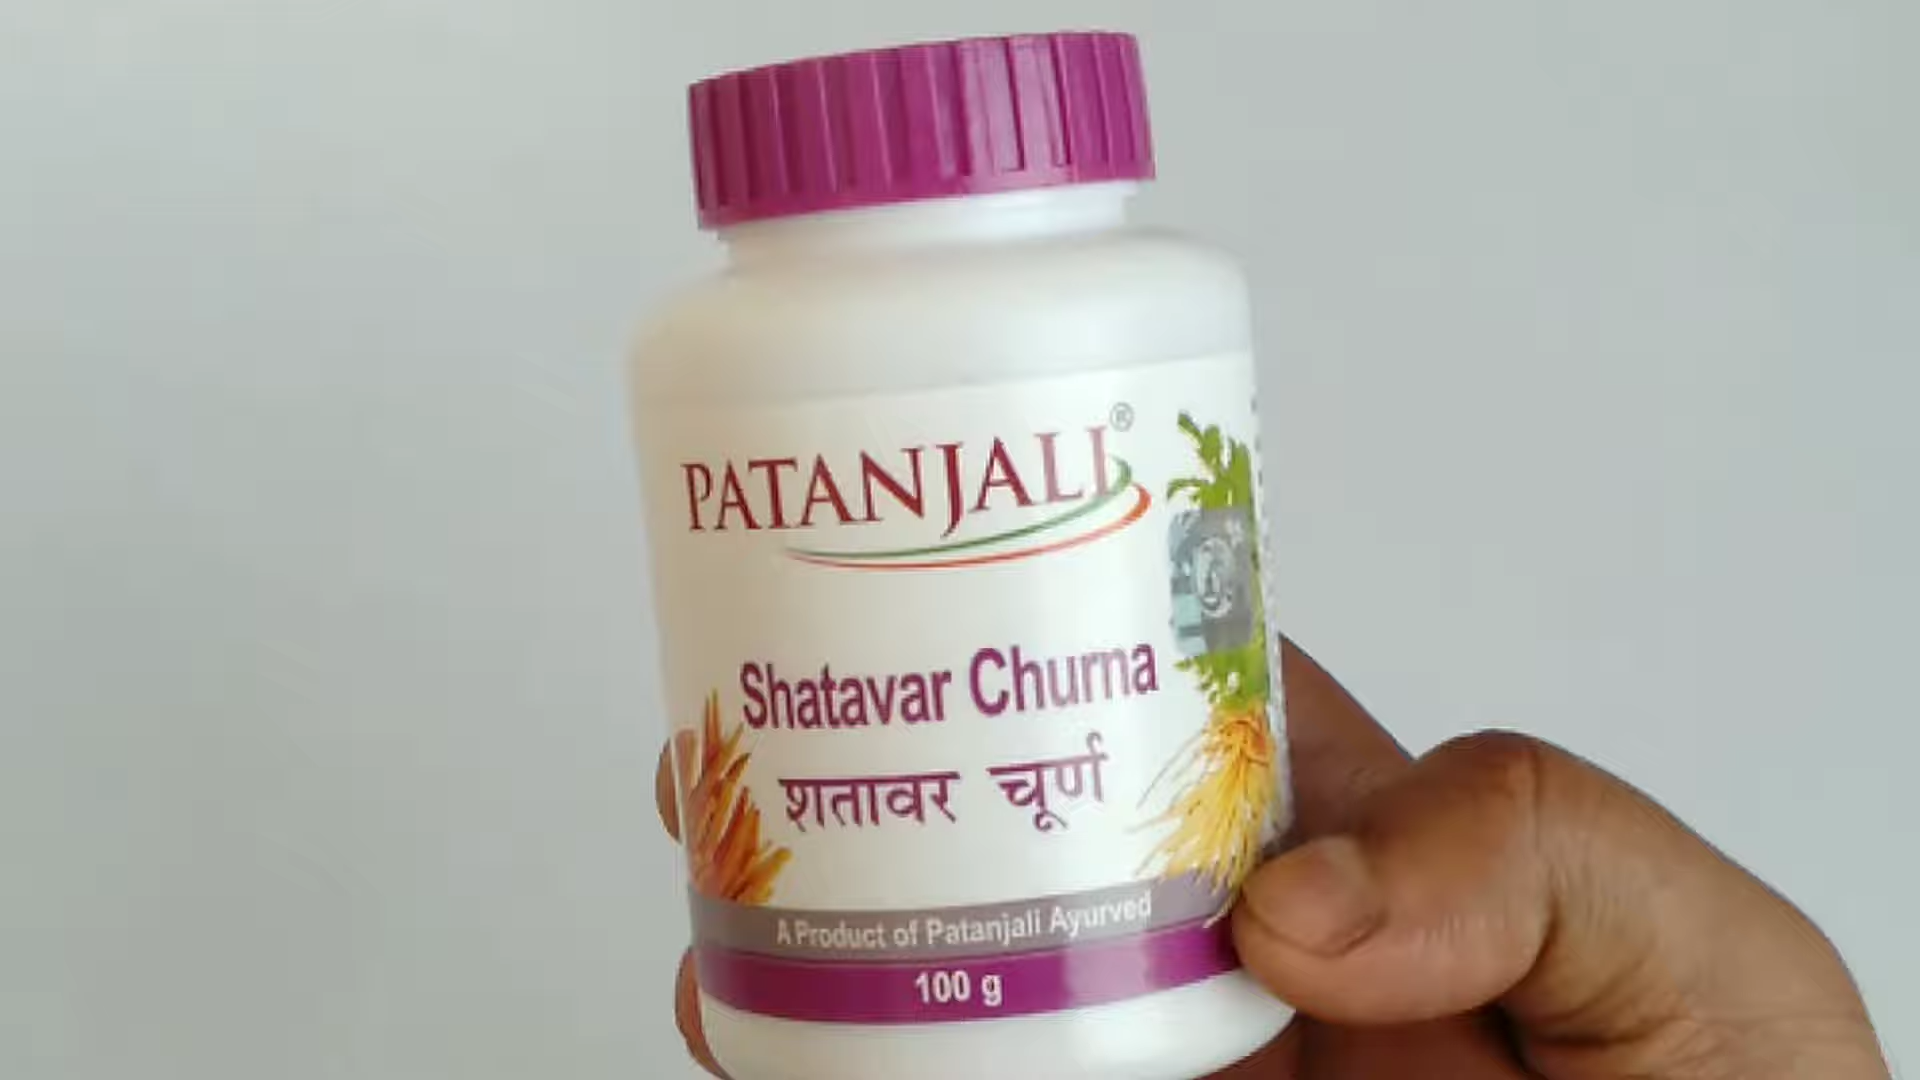 PATANJALI®
Shatavar Churna
शतावर चूर्ण
A Product of Patanjali Ayurved
100 g